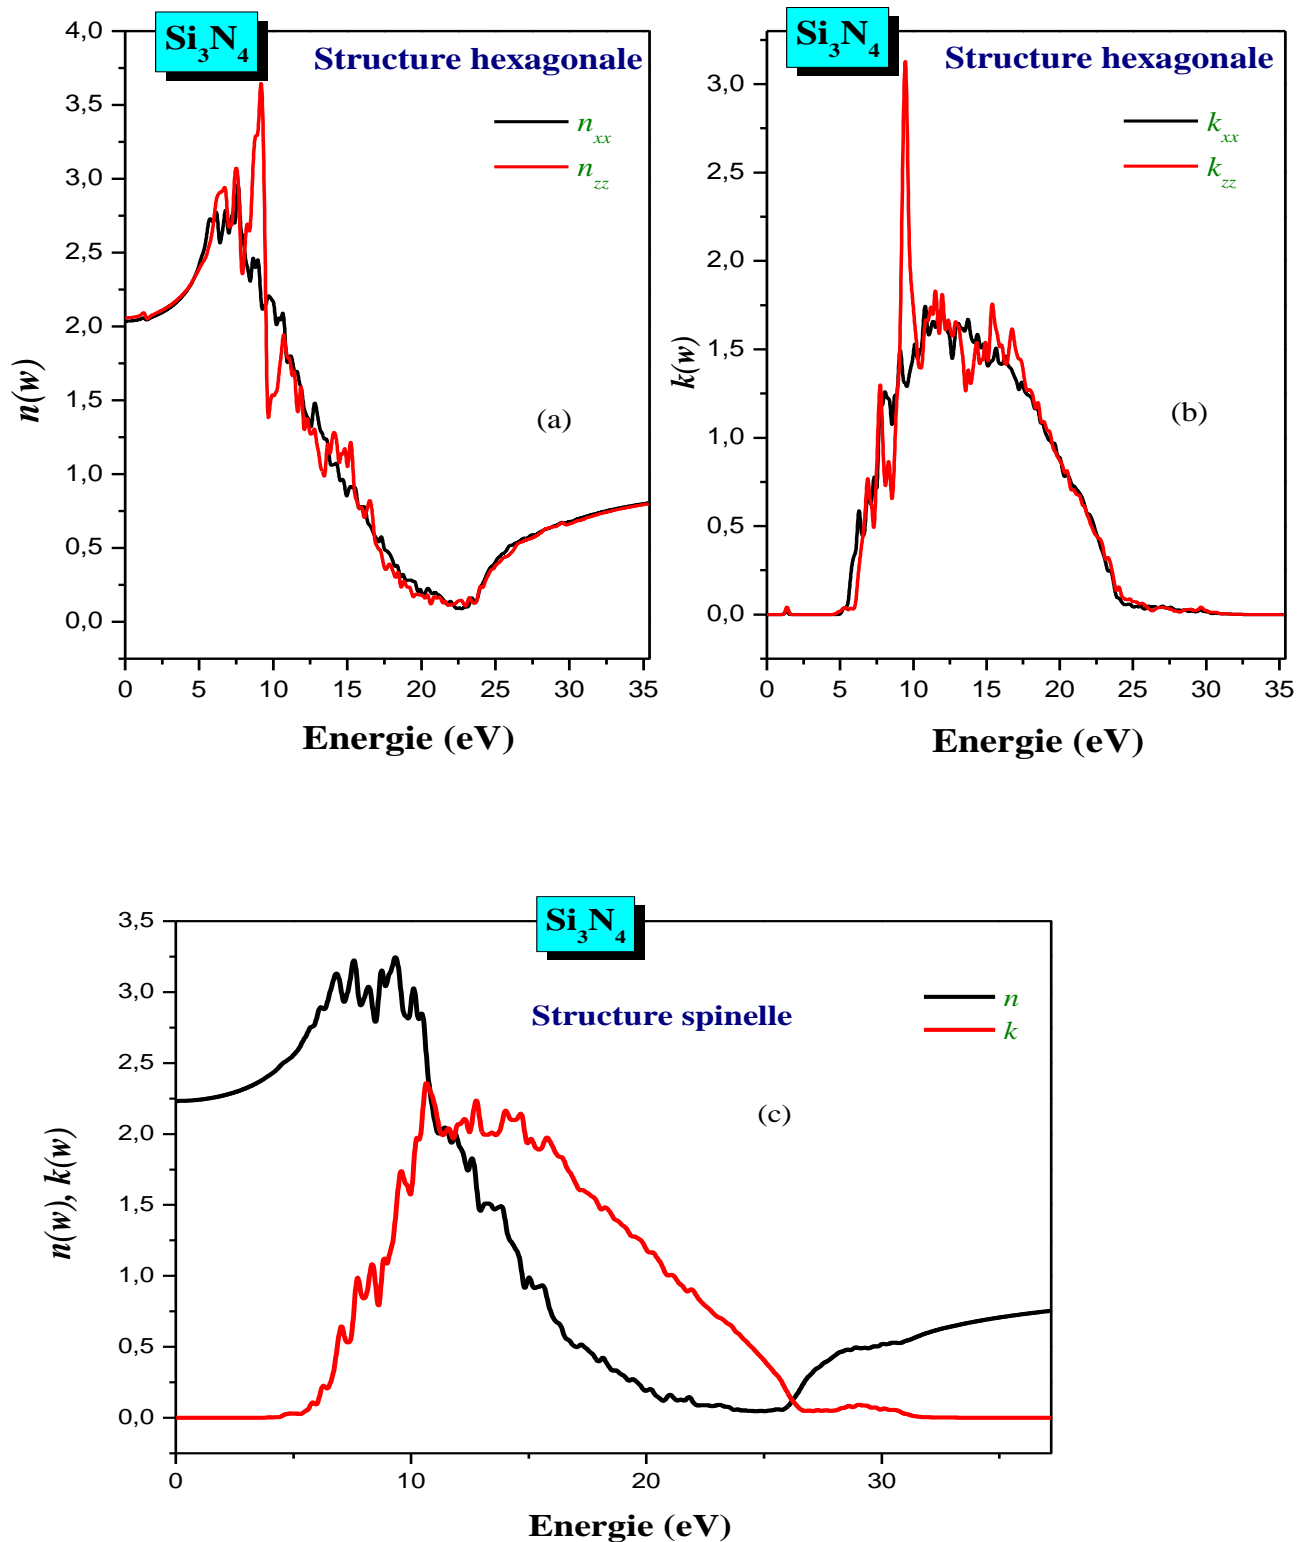 Si3N4
Structure hexagonale
4,0
3,5
3,0
2,5
2,0
1,5
1,0
0,5
0,0
n(w)
nxx
nzz
(a)
0 5 10 15 20 25 30 35
Energie (eV)
Si3N4
Structure hexagonale
3,0
2,5
2,0
1,5
1,0
0,5
0,0
k(w)
kxx
kzz
(b)
0 5 10 15 20 25 30 35
Energie (eV)
Si3N4
Structure spinelle
3,5
3,0
2,5
2,0
1,5
1,0
0,5
0,0
n(w), k(w)
n
k
(c)
0 10 20 30
Energie (eV)